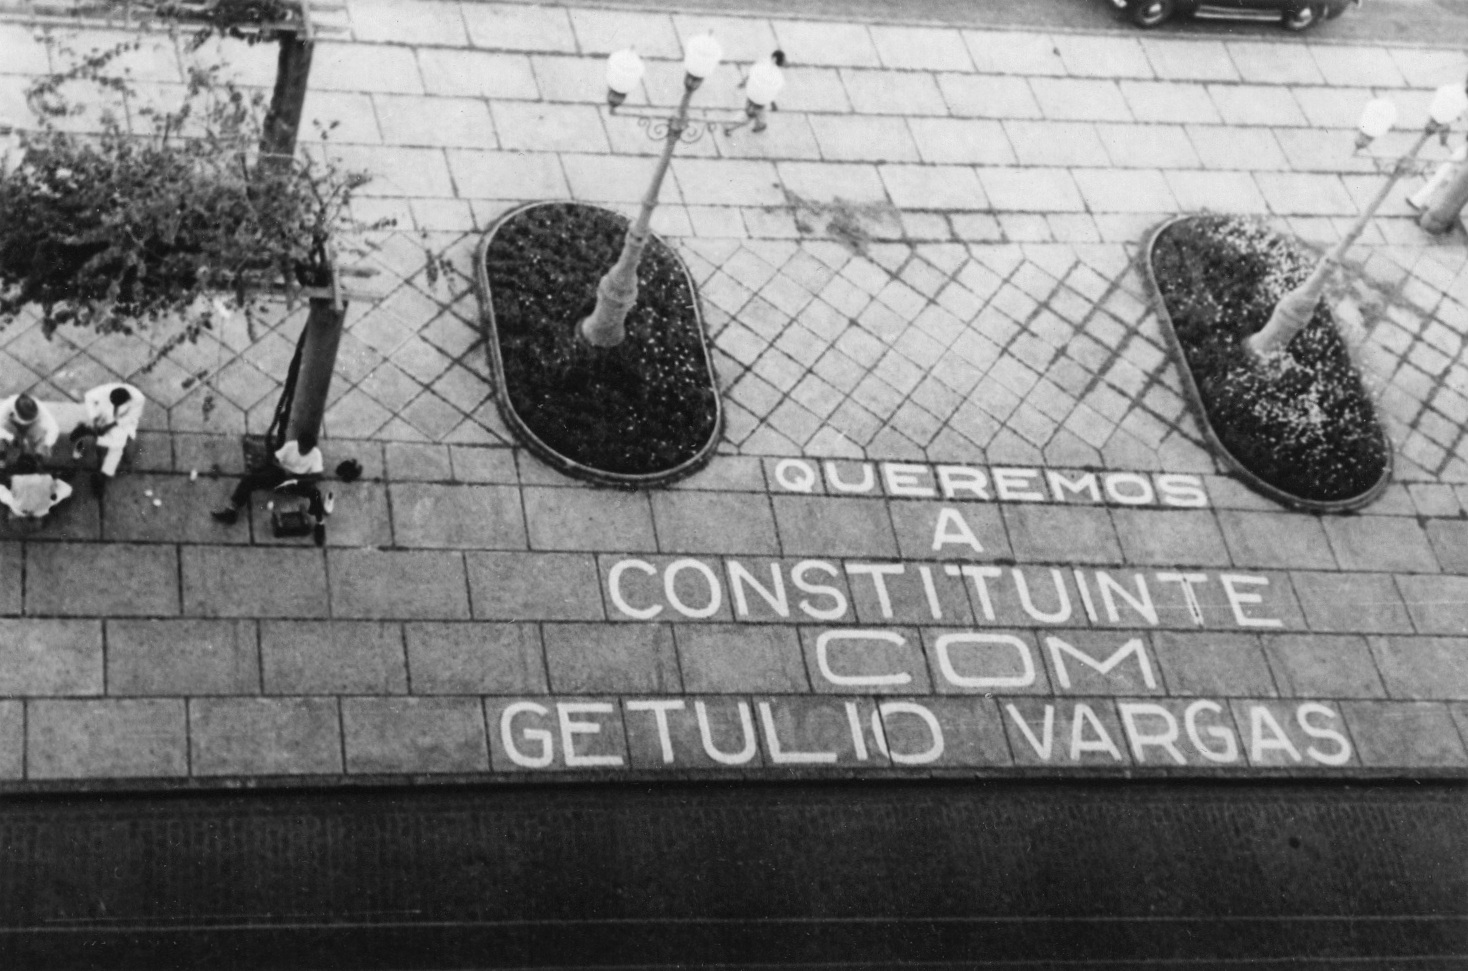 QUEREMOS
A
CONSTITUINTE
COM
GETULIO VARGAS